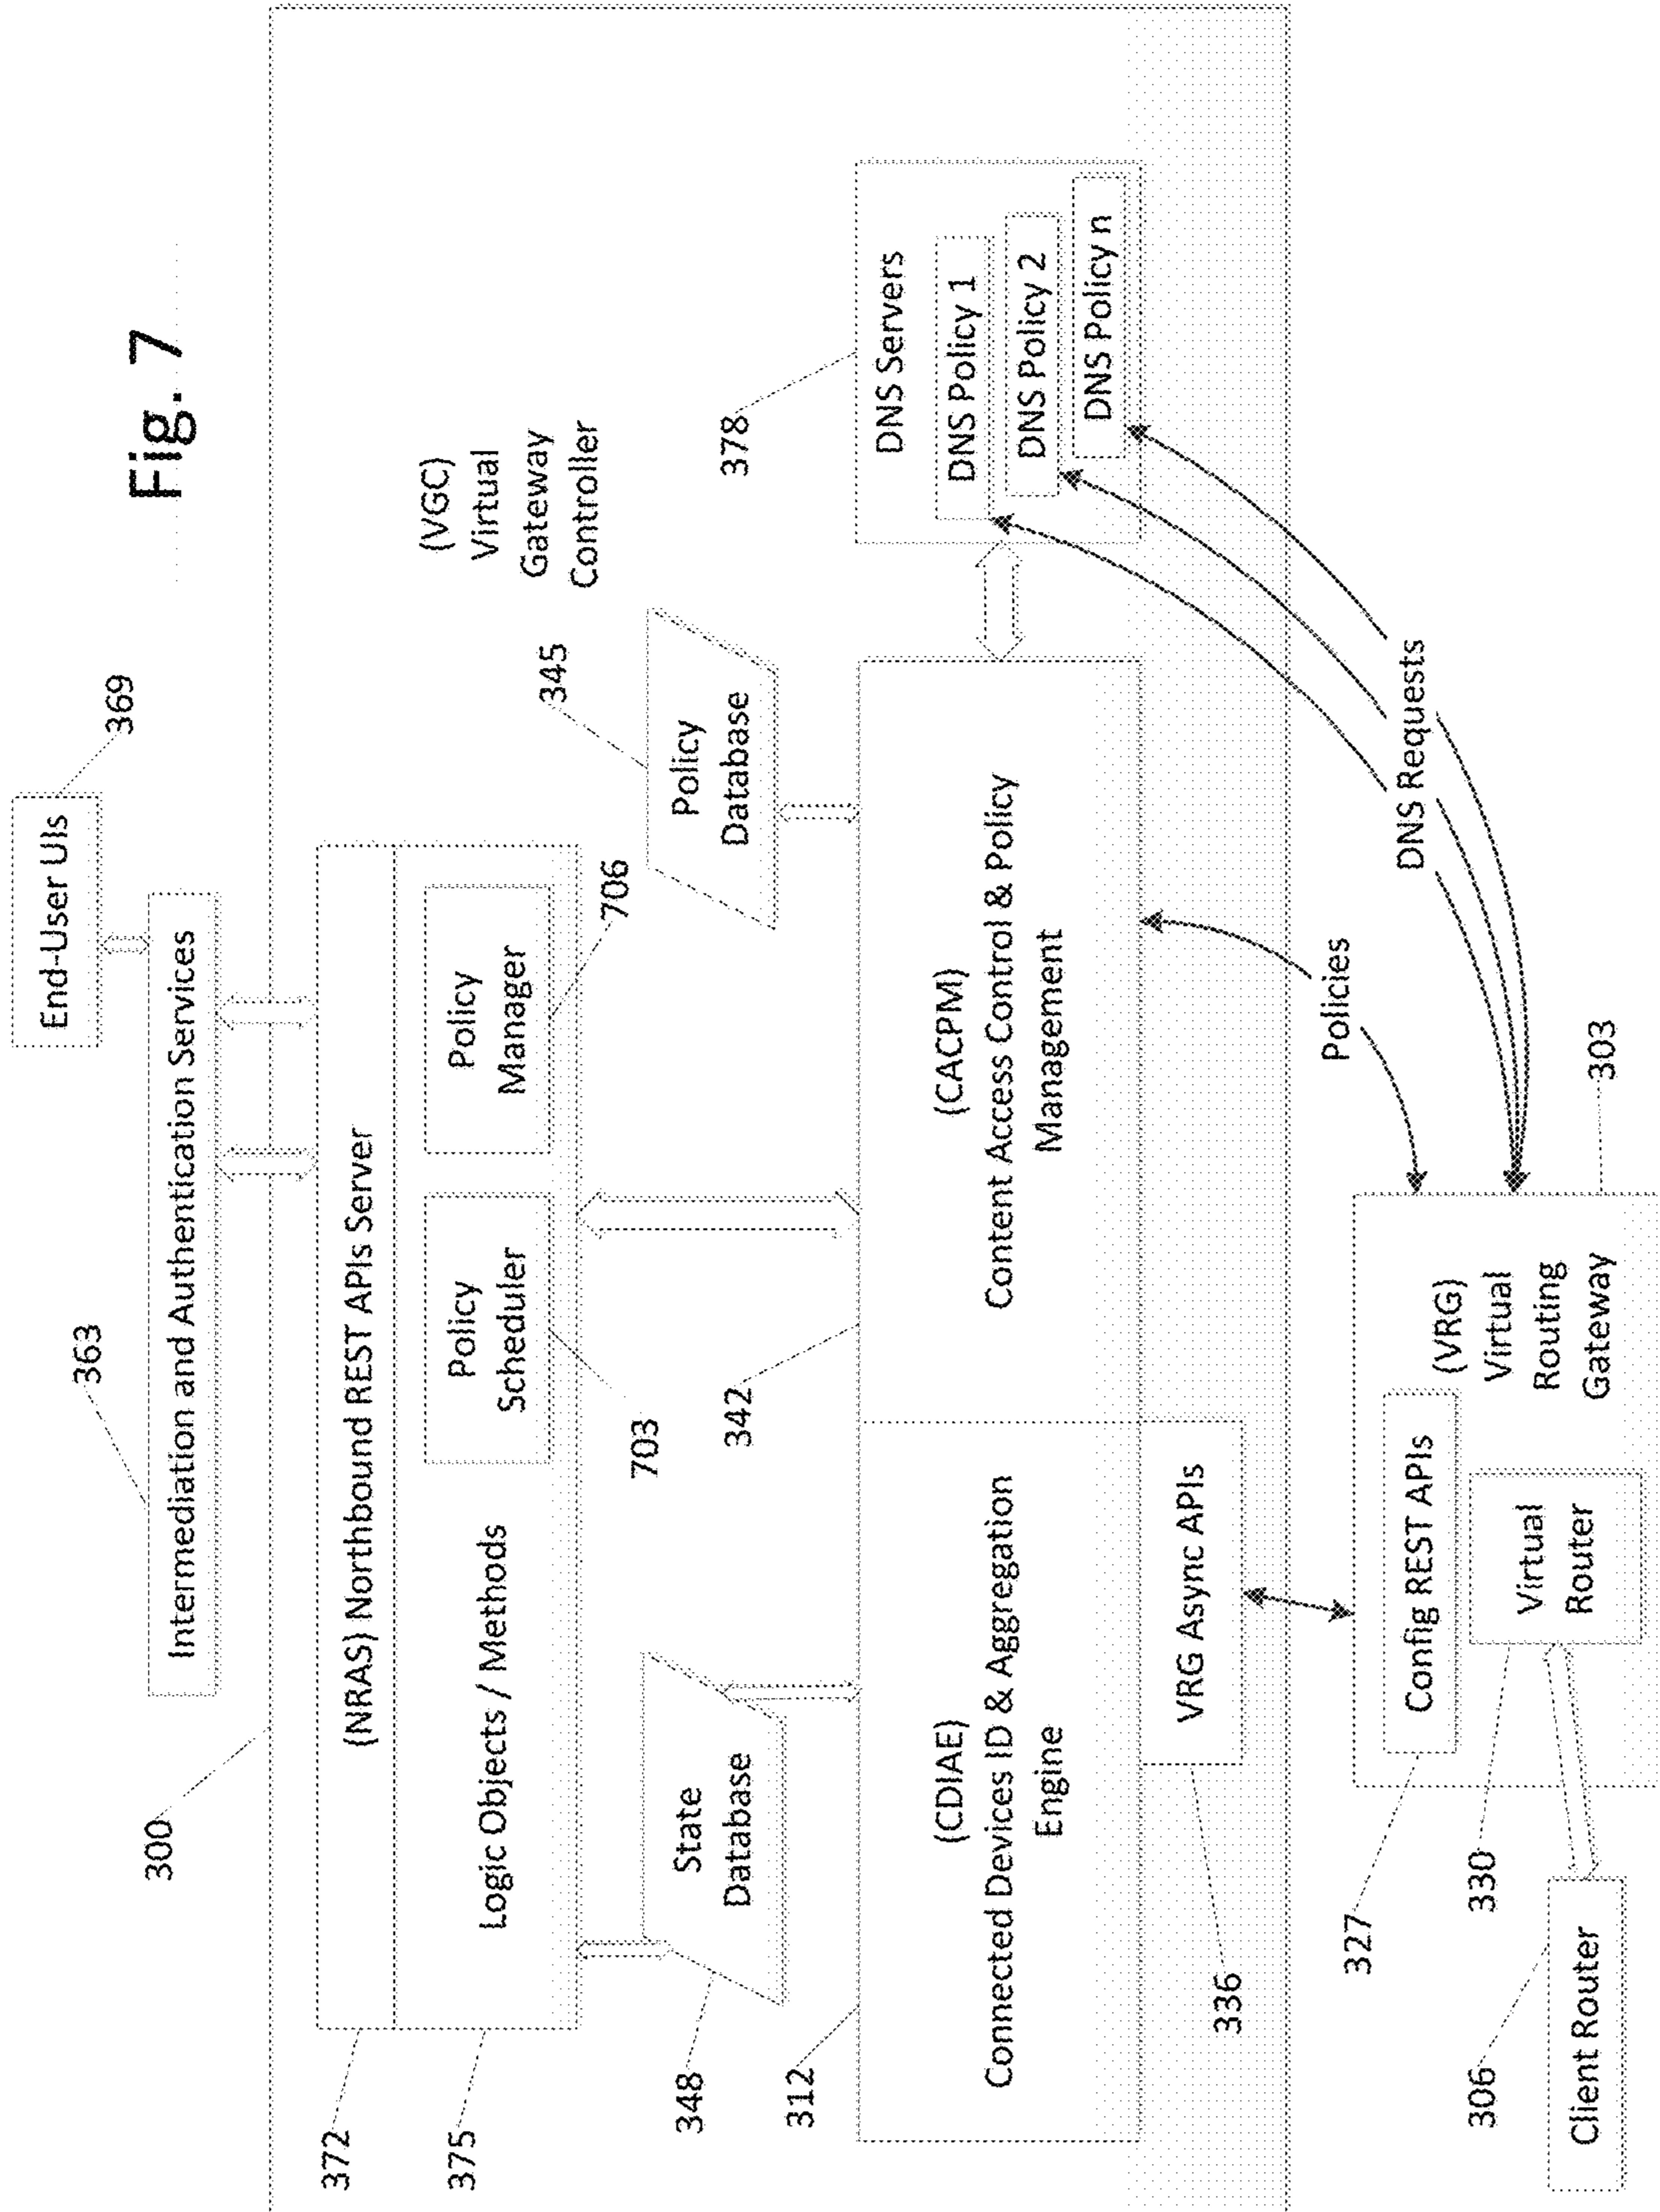 Fig. 7
End-User UIs
369
363
Intermediation and Authentication Services
300
372
(NRAS) Northbound REST APIs Server
375
Logic Objects / Methods
Policy
Scheduler
703
Policy
Manager
706
(VGC)
Virtual
Gateway
Controller
348
State
Database
345
Policy
Database
312
(CDIAE)
Connected Devices ID & Aggregation
Engine
342
(CACPM)
Content Access Control & Policy
Management
378
DNS Servers
DNS Policy 1
DNS Policy 2
DNS Policy n
336
VRG Async APIs
Policies
DNS Requests
327
Config REST APIs
(VRG)
Virtual
Routing
Gateway
303
330
Virtual
Router
306
Client Router